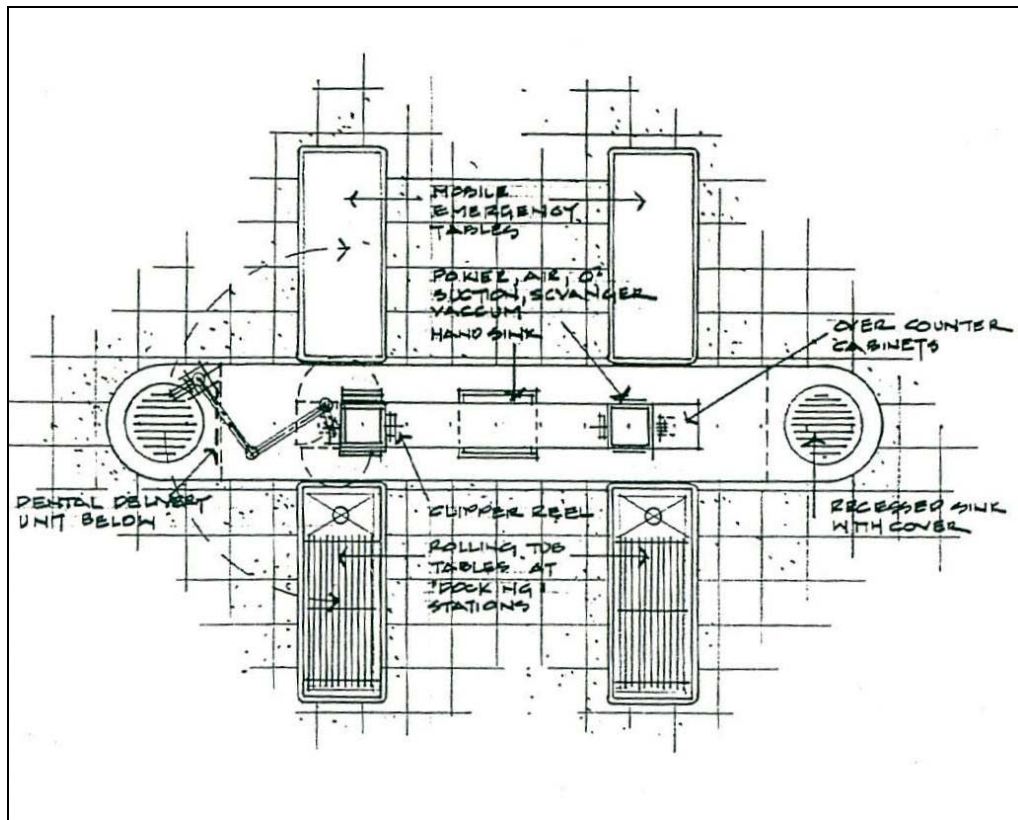 MOBILE
EMERGENCY
TABLES
POWER, AIR, O²
SUCTION, SCVANGER
VACCUM
HAND SINK
OVER COUNTER
CABINETS
DENTAL DELIVERY
UNIT BELOW
CLIPPER REEL
RECESSED SINK
WITH COVER
ROLLING TUB
TABLES AT
'DOCKING'
STATIONS